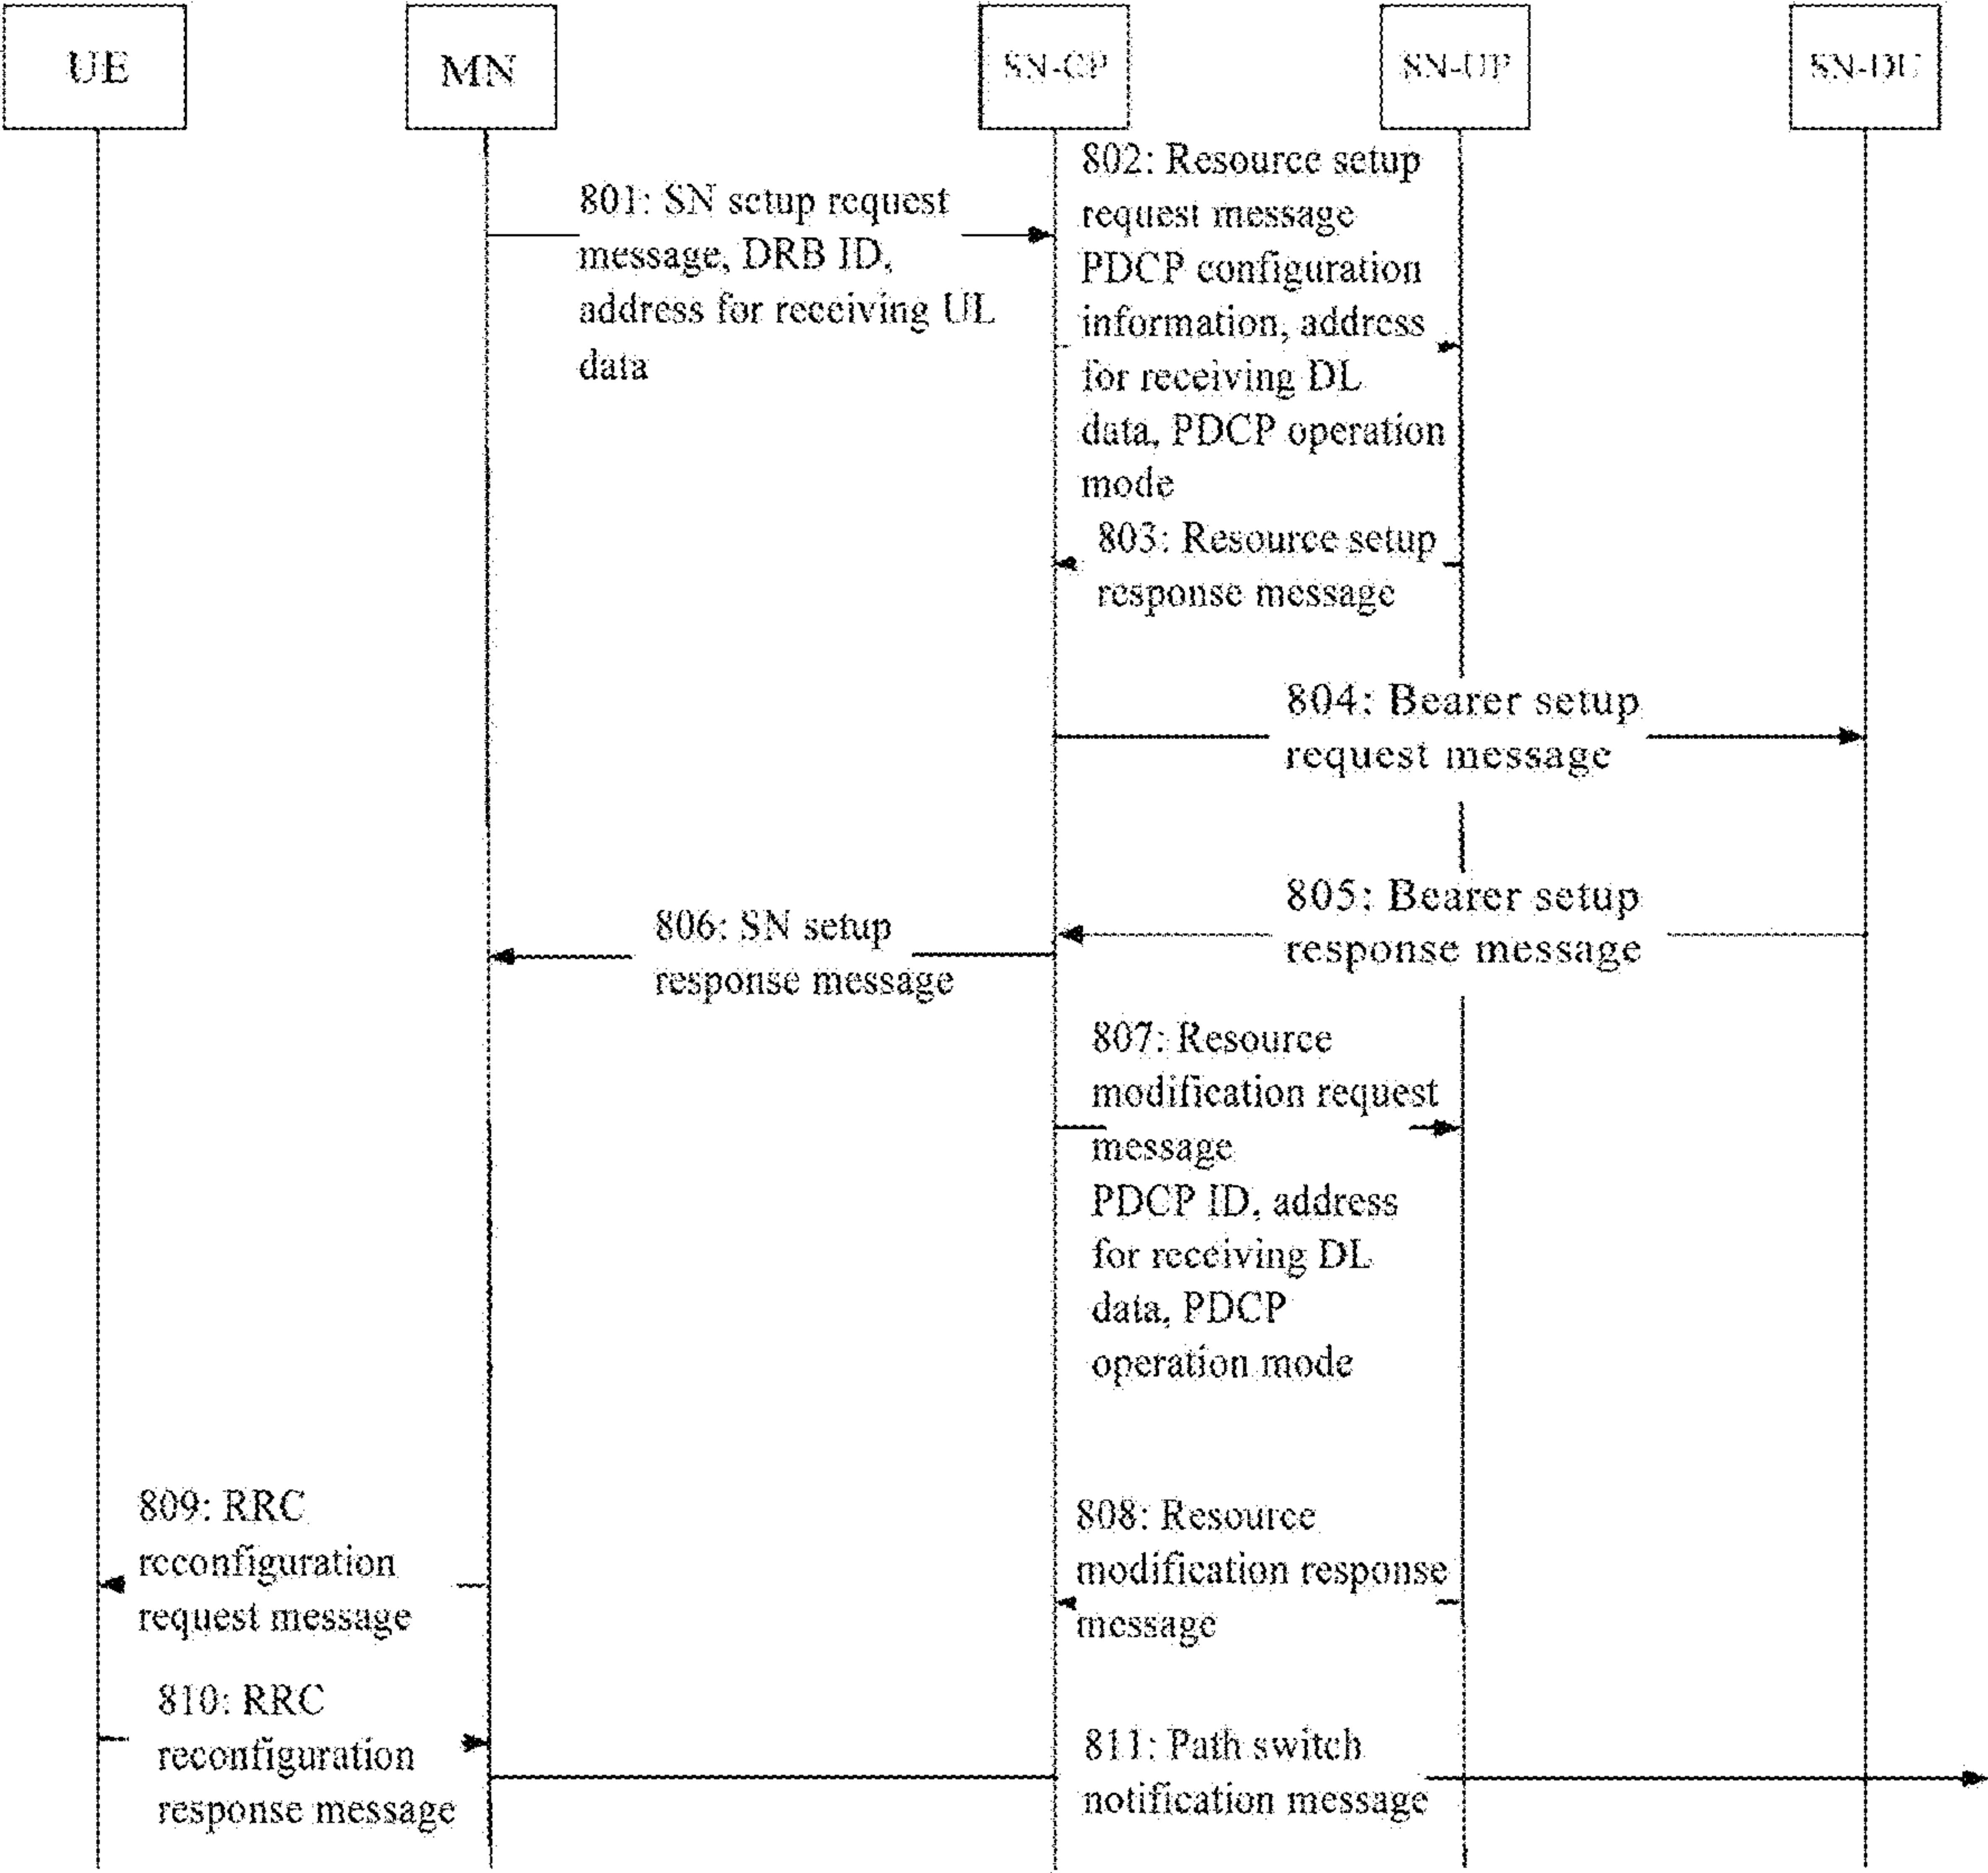 UE
MN
SN-CP
SN-UP
SN-DU
801: SN setup request
message, DRB ID,
address for receiving UL
data
802: Resource setup
request message
PDCP configuration
information, address
for receiving DL
data, PDCP operation
mode
803: Resource setup
response message
804: Bearer setup
request message
805: Bearer setup
response message
806: SN setup
response message
807: Resource
modification request
message
PDCP ID, address
for receiving DL
data, PDCP
operation mode
808: Resource
modification response
message
809: RRC
reconfiguration
request message
810: RRC
reconfiguration
response message
811: Path switch
notification message